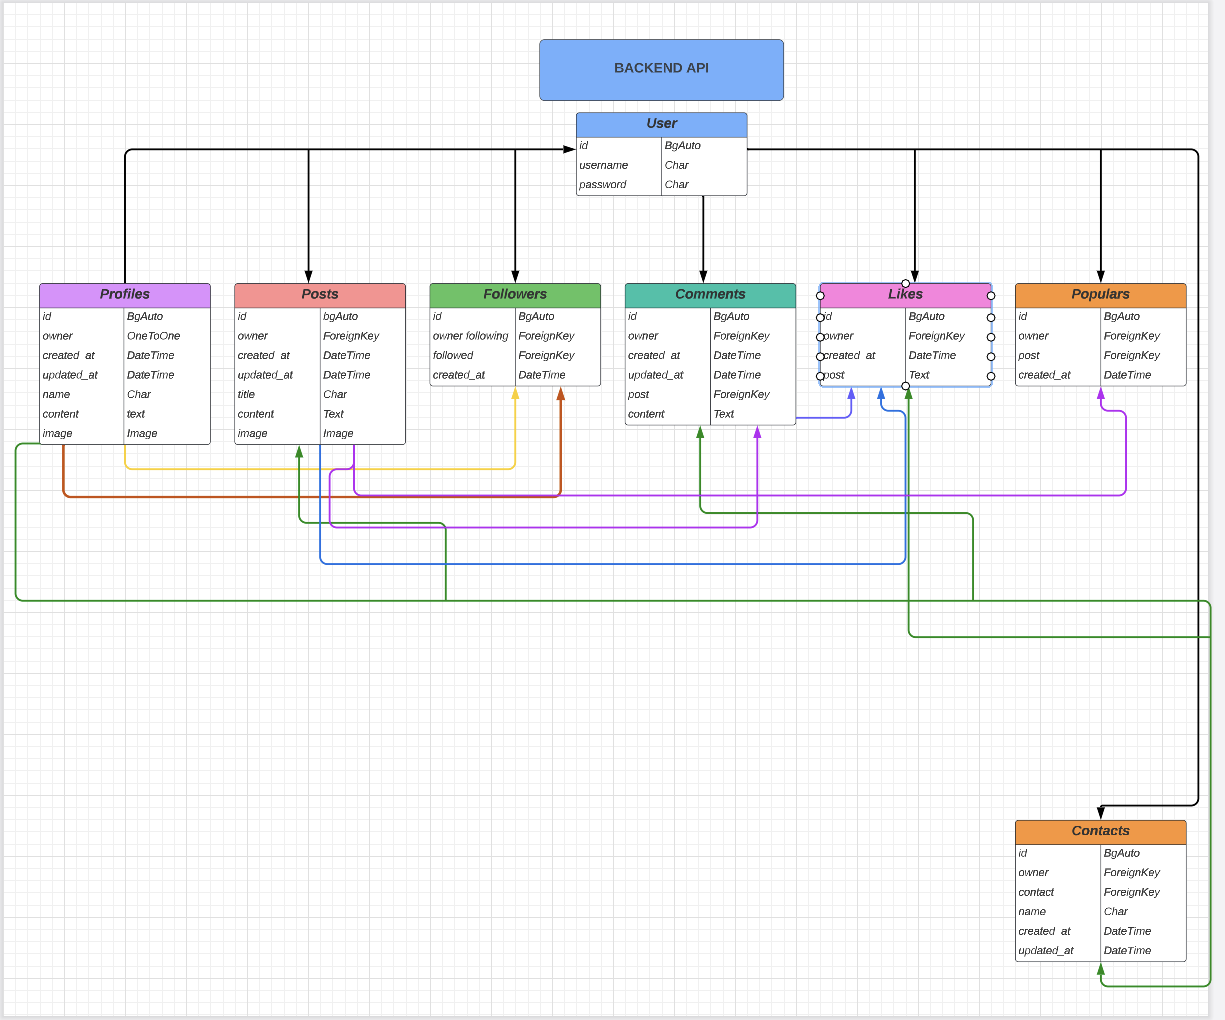 BACKEND API
User
id BgAuto
username Char
password Char
Profiles
id BgAuto
owner OneToOne
created_at DateTime
updated_at DateTime
name Char
content text
image Image
Posts
id bgAuto
owner ForeignKey
created_at DateTime
updated_at DateTime
title Char
content Text
image Image
Followers
id BgAuto
owner following ForeignKey
followed ForeignKey
created_at DateTime
Comments
id BgAuto
owner ForeignKey
created_at DateTime
updated_at DateTime
post ForeignKey
content Text
Likes
id BgAuto
owner ForeignKey
created_at DateTime
post Text
Populars
id BgAuto
owner ForeignKey
post ForeignKey
created_at DateTime
Contacts
id BgAuto
owner ForeignKey
contact ForeignKey
name Char
created_at DateTime
updated_at DateTime